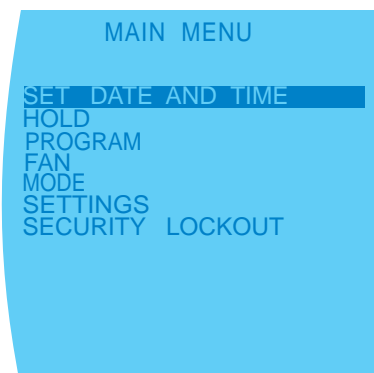 MAIN MENU
SET DATE AND TIME
HOLD
PROGRAM
FAN
MODE
SETTINGS
SECURITY LOCKOUT